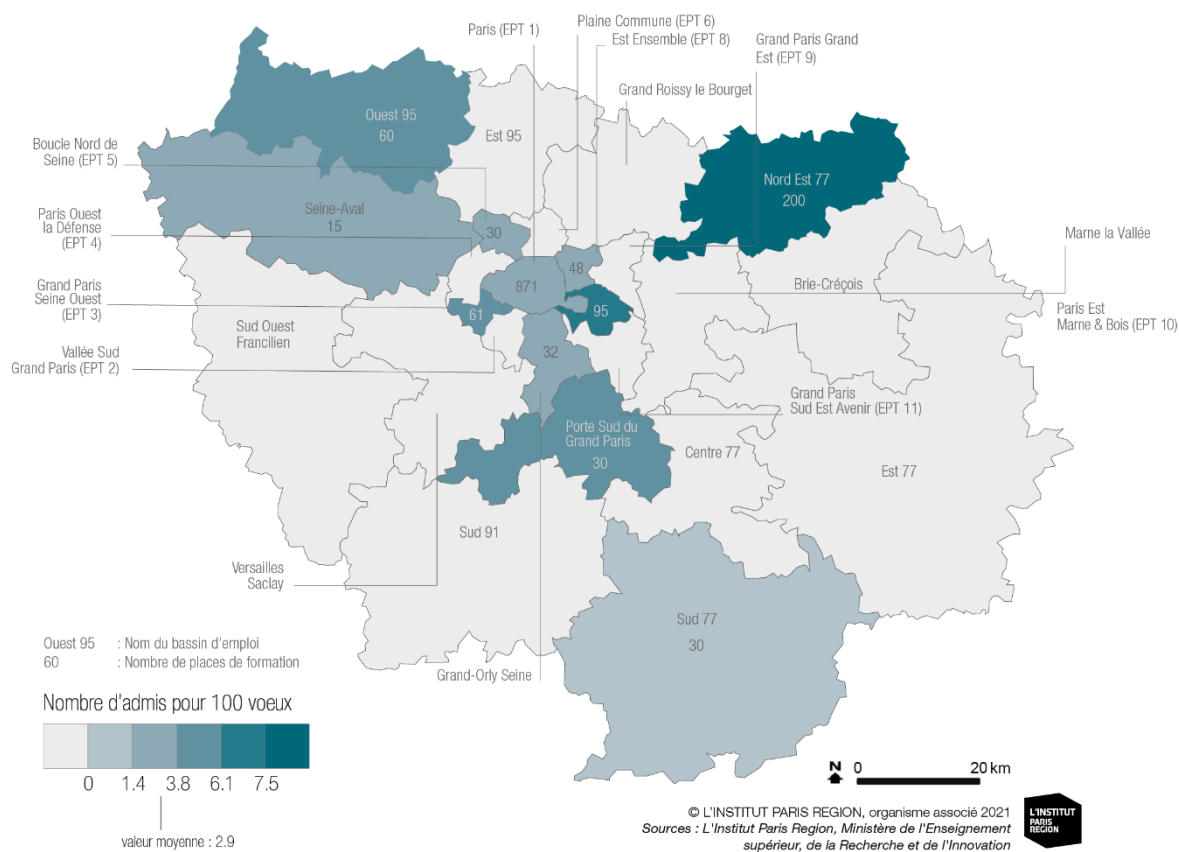 Paris (EPT 1)
Plaine Commune (EPT 6)
Est Ensemble (EPT 8)
Grand Paris Grand
Est (EPT 9)
Grand Roissy le Bourget
Ouest 95
60
Est 95
Boucle Nord de
Seine (EPT 5)
Nord Est 77
200
Seine-Aval
15
Paris Ouest
la Défense
(EPT 4)
30
Marne la Vallée
48
871
Grand Paris
Seine Ouest
(EPT 3)
Brie-Créçois
95
61
Paris Est
Marne & Bois (EPT 10)
Sud Ouest
Francilien
Vallée Sud
Grand Paris (EPT 2)
32
Grand Paris
Sud Est Avenir (EPT 11)
Porte Sud du
Grand Paris
30
Centre 77
Est 77
Sud 91
Versailles
Saclay
Sud 77
30
Grand-Orly Seine
Ouest 95 : Nom du bassin d'emploi
60 : Nombre de places de formation
Nombre d'admis pour 100 voeux
0 1.4 3.8 6.1 7.5
valeur moyenne : 2.9
N 0 20 km
© L'INSTITUT PARIS REGION, organisme associé 2021
Sources : L'Institut Paris Region, Ministère de l'Enseignement
supérieur, de la Recherche et de l'Innovation
L'INSTITUT
PARIS
REGION